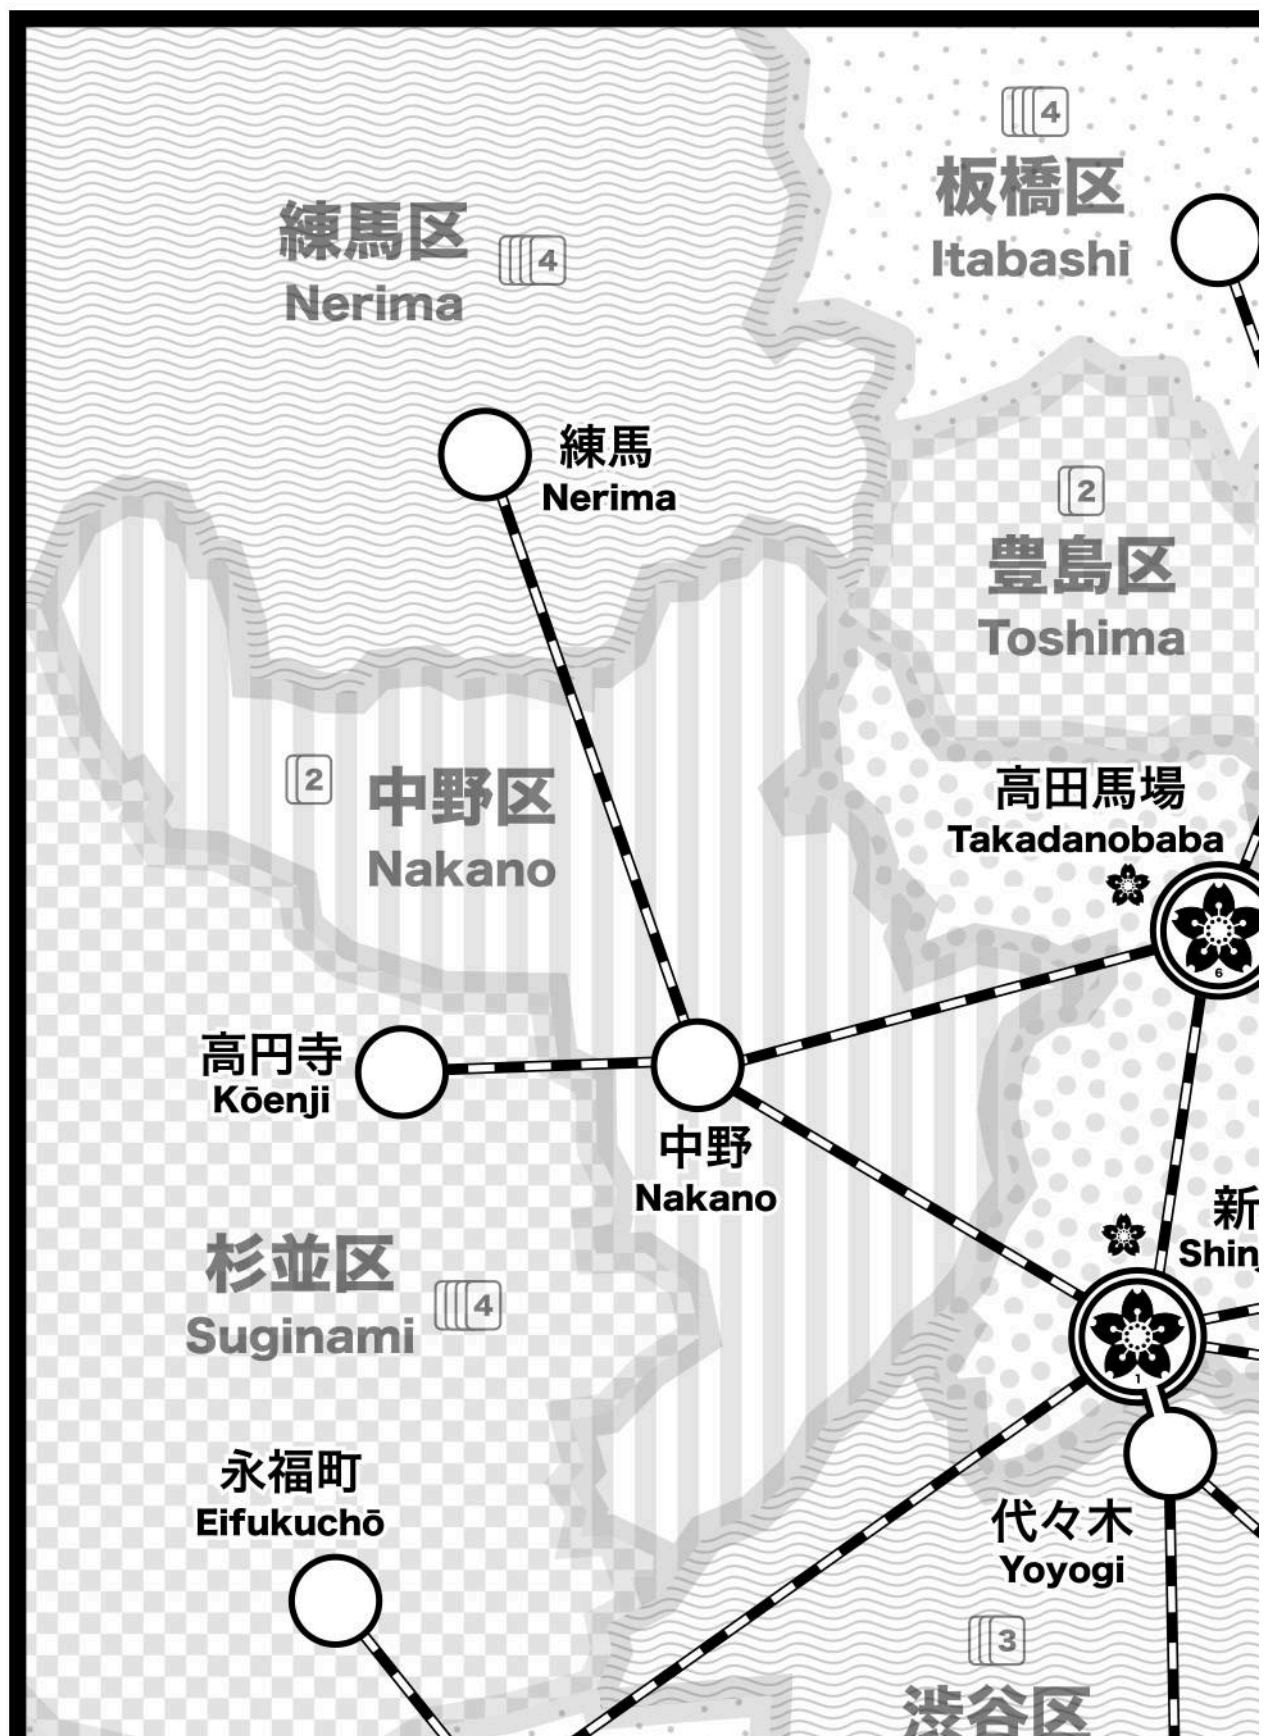 4
板橋区
Itabashi
練馬区
4
Nerima
練馬
Nerima
2
豊島区
Toshima
2
中野区
Nakano
高田馬場
Takadanobaba
6
高円寺
Kōenji
中野
Nakano
新
Shinj
杉並区
4
Suginami
1
永福町
Eifukuchō
代々木
Yoyogi
3
渋谷区